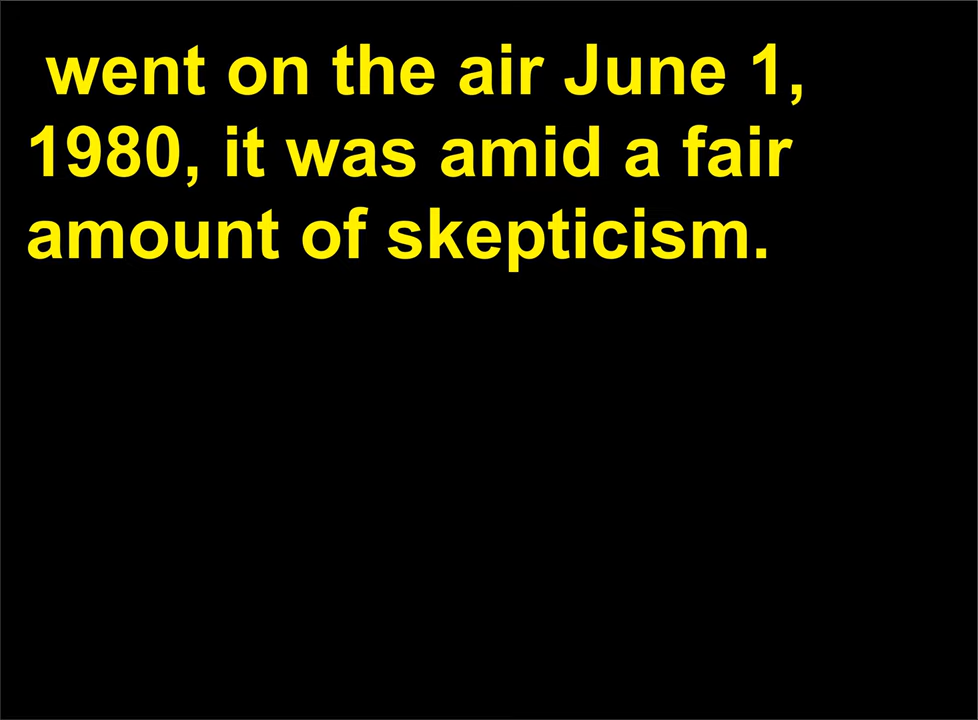 went on the air June 1,
1980, it was amid a fair
amount of skepticism.